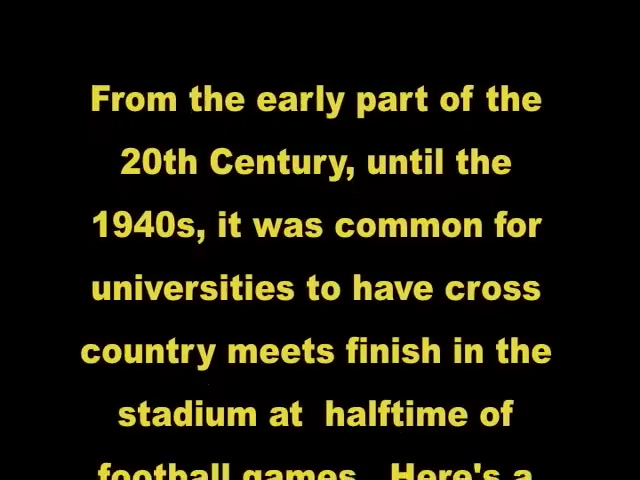 From the early part of the
20th Century, until the
1940s, it was common for
universities to have cross
country meets finish in the
stadium at  halftime of
football games.  Here's a